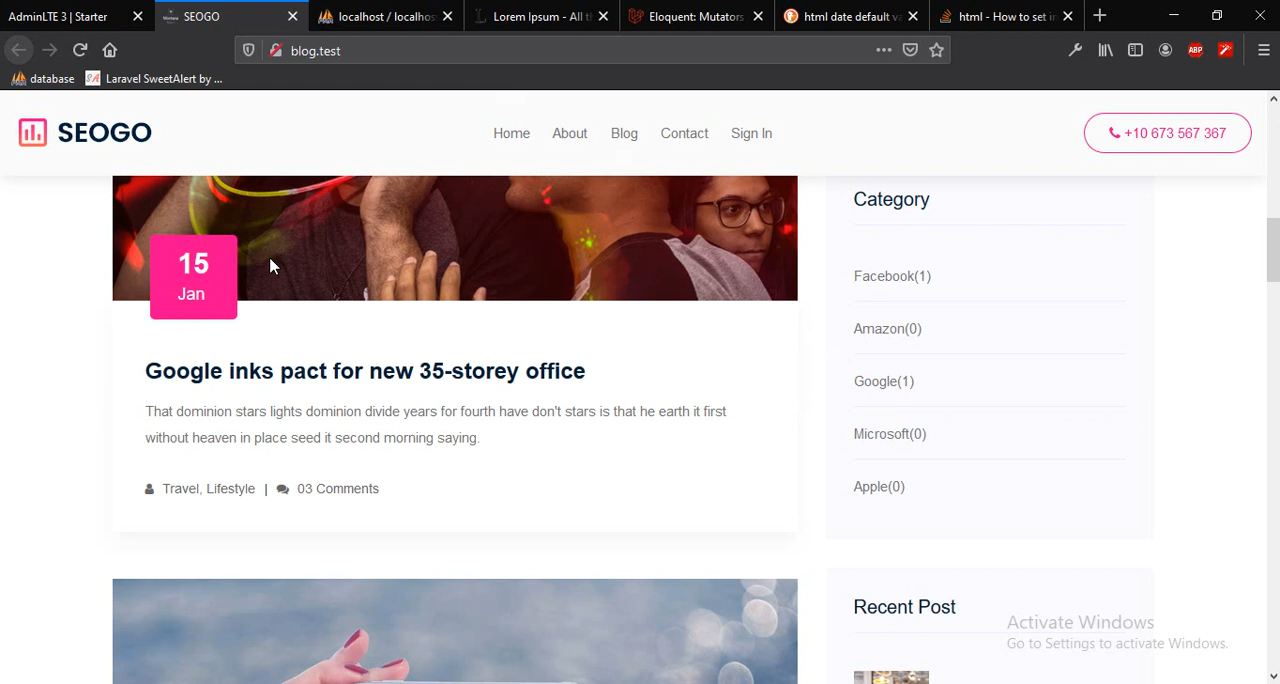 AdminLTE 3 | Starter
SEOGO
localhost / localhos
Lorem Ipsum - All t
Eloquent: Mutators
html date default va
html - How to set in
blog.test
ABP
database
Laravel SweetAlert by ...
SEOGO
Home
About
Blog
Contact
Sign In
+10 673 567 367
15
Jan
Google inks pact for new 35-storey office
That dominion stars lights dominion divide years for fourth have don't stars is that he earth it first
without heaven in place seed it second morning saying.
Travel, Lifestyle | 03 Comments
Category
Facebook(1)
Amazon(0)
Google(1)
Microsoft(0)
Apple(0)
Recent Post
Activate Windows
Go to Settings to activate Windows.